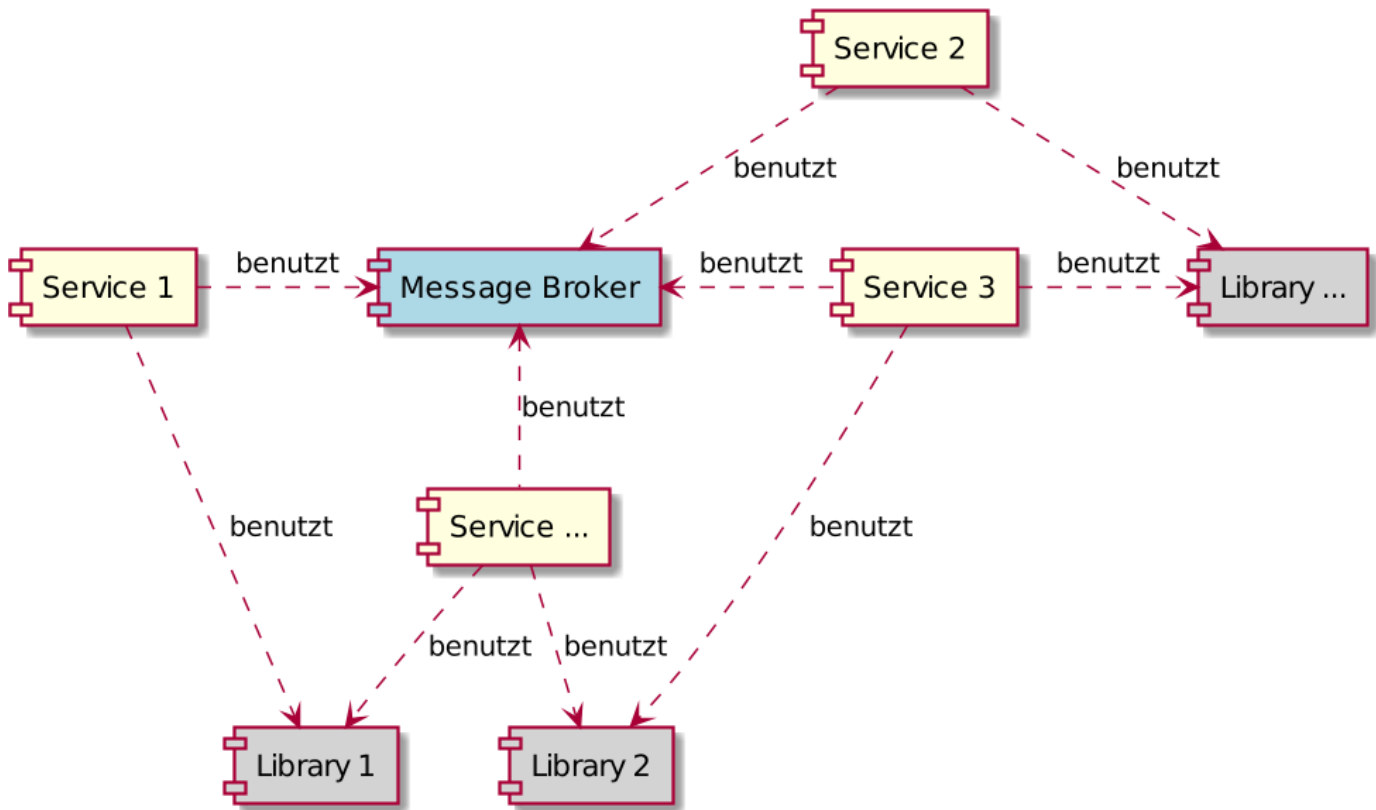 Service 2
benutzt
benutzt
Service 1
benutzt
Message Broker
benutzt
Service 3
benutzt
Library ...
benutzt
Service ...
benutzt
benutzt
benutzt
benutzt
Library 1
Library 2